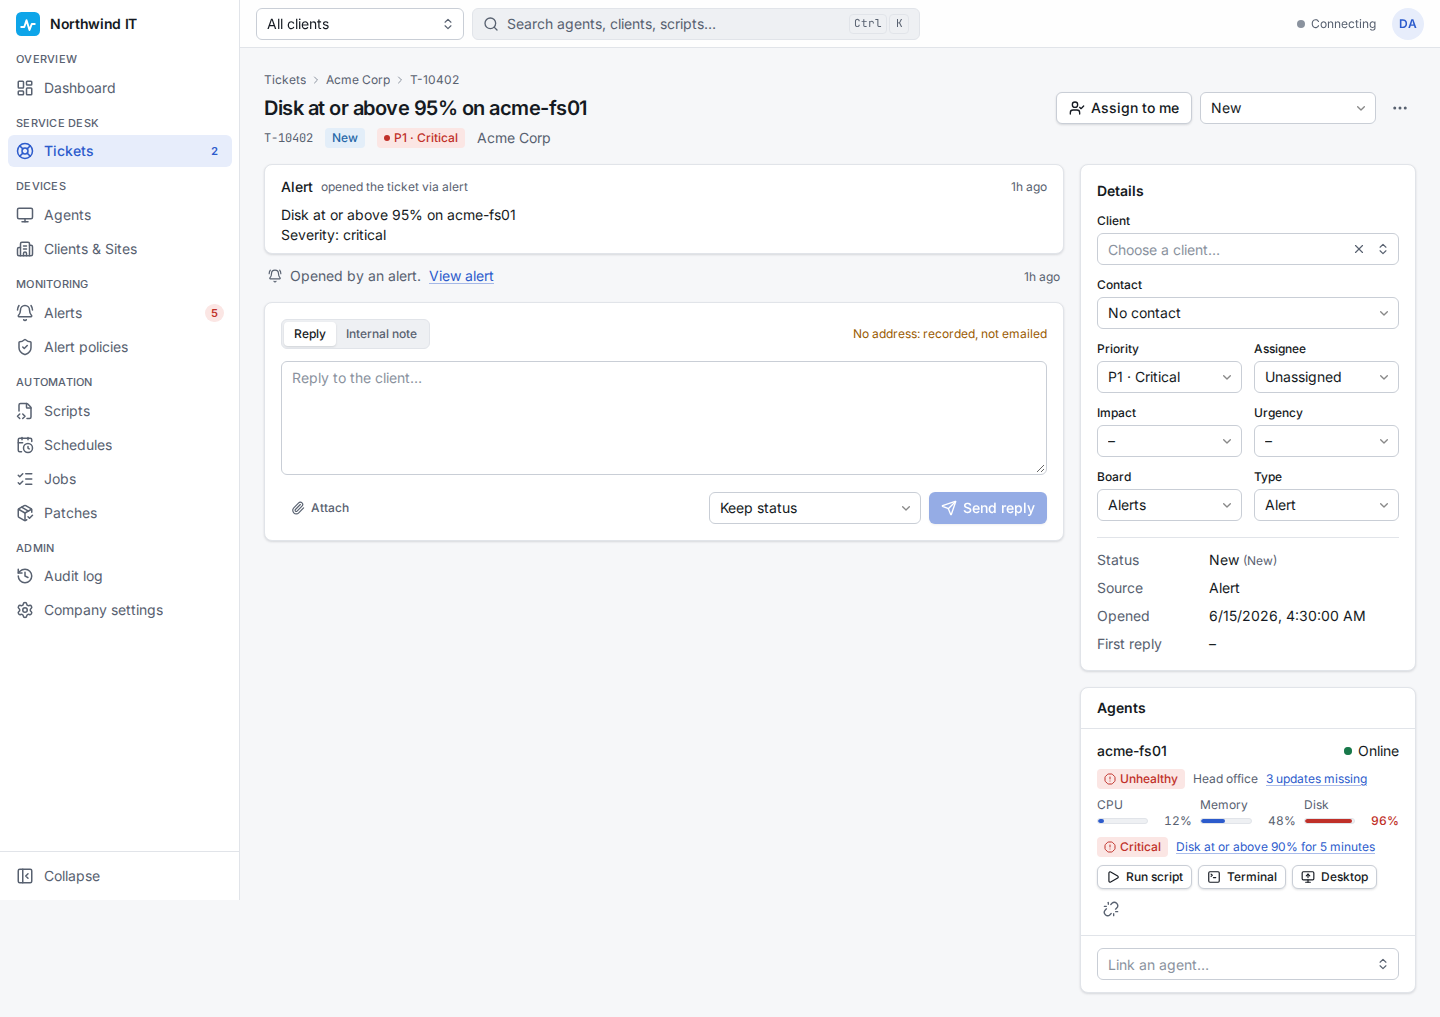 Northwind IT
All clients
Search agents, clients, scripts...
Ctrl K
Connecting
DA
OVERVIEW
Dashboard
SERVICE DESK
Tickets 2
DEVICES
Agents
Clients & Sites
MONITORING
Alerts 5
Alert policies
AUTOMATION
Scripts
Schedules
Jobs
Patches
ADMIN
Audit log
Company settings
Collapse
Tickets > Acme Corp > T-10402
Disk at or above 95% on acme-fs01
Assign to me
New
T-10402 New P1 · Critical Acme Corp
Alert opened the ticket via alert 1h ago
Disk at or above 95% on acme-fs01
Severity: critical
Opened by an alert. View alert 1h ago
Reply Internal note No address: recorded, not emailed
Reply to the client...
Attach Keep status Send reply
Details
Client
Choose a client...
Contact
No contact
Priority Assignee
P1 · Critical Unassigned
Impact Urgency
– –
Board Type
Alerts Alert
Status New (New)
Source Alert
Opened 6/15/2026, 4:30:00 AM
First reply –
Agents
acme-fs01 Online
Unhealthy Head office 3 updates missing
CPU Memory Disk
12% 48% 96%
Critical Disk at or above 90% for 5 minutes
Run script Terminal Desktop
Link an agent...